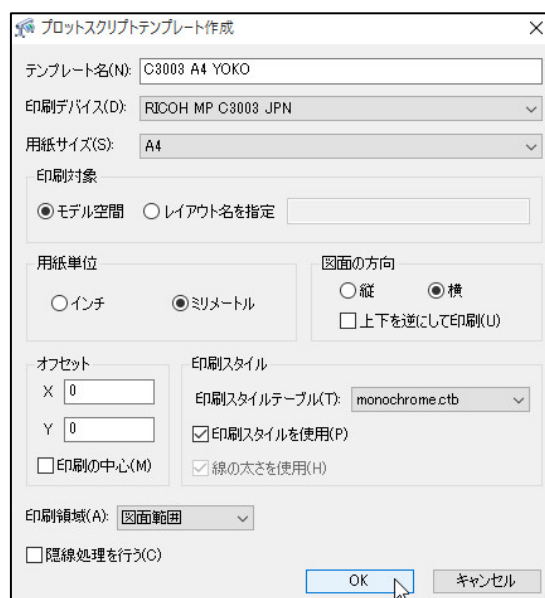 プロットスクリプトテンプレート作成
テンプレート名(N): C3003 A4 YOKO
印刷デバイス(D): RICOH MP C3003 JPN
用紙サイズ(S): A4
印刷対象
モデル空間 レイアウト名を指定
用紙単位
インチ ミリメートル
図面の方向
縦 横
上下を逆にして印刷(U)
オフセット
X 0
Y 0
印刷の中心(M)
印刷スタイル
印刷スタイルテーブル(T): monochrome.ctb
印刷スタイルを使用(P)
線の太さを使用(H)
印刷領域(A): 図面範囲
隠線処理を行う(C)
OK キャンセル